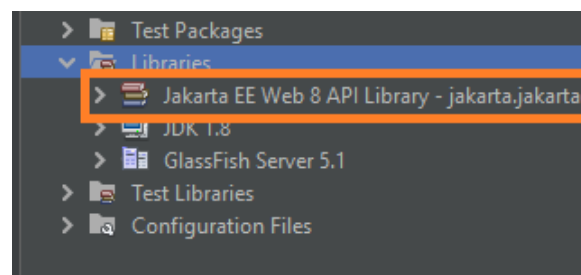 Test Packages
Libraries
Jakarta EE Web 8 API Library - jakarta.jakarta
JDK 1.8
GlassFish Server 5.1
Test Libraries
Configuration Files